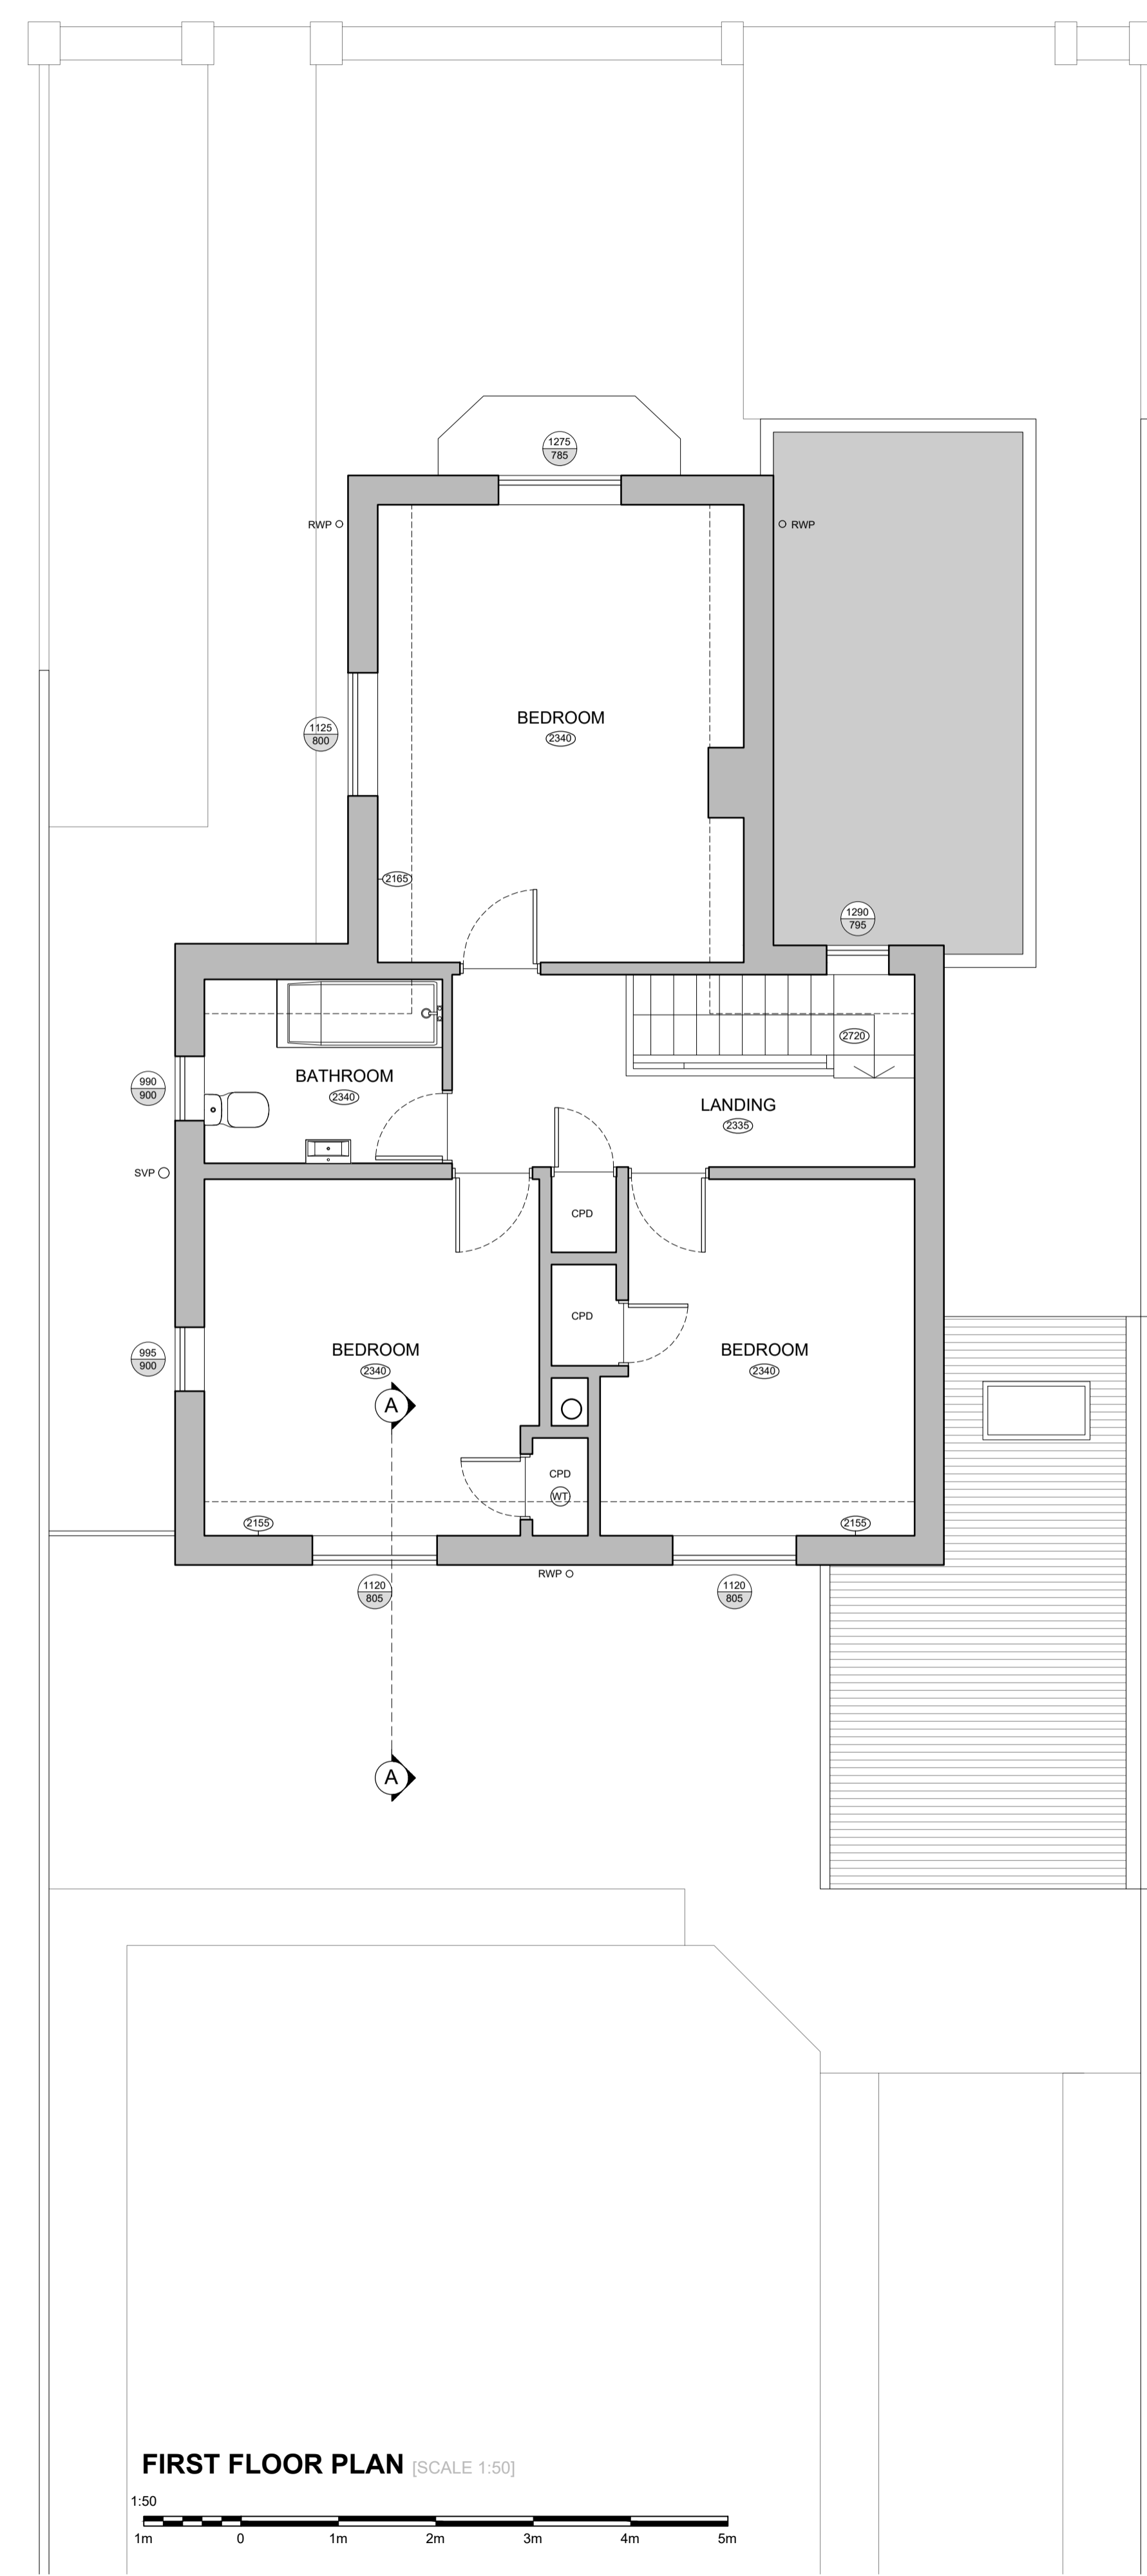 1275
785
RWP
RWP
BEDROOM
2340
1125
800
2165
1290
795
2720
BATHROOM
2340
990
900
LANDING
2335
SVP
CPD
CPD
BEDROOM
2340
BEDROOM
2340
995
900
A
CPD
WT
2155
2155
RWP
1120
805
1120
805
A
FIRST FLOOR PLAN [SCALE 1:50]
1:50
1m 0 1m 2m 3m 4m 5m